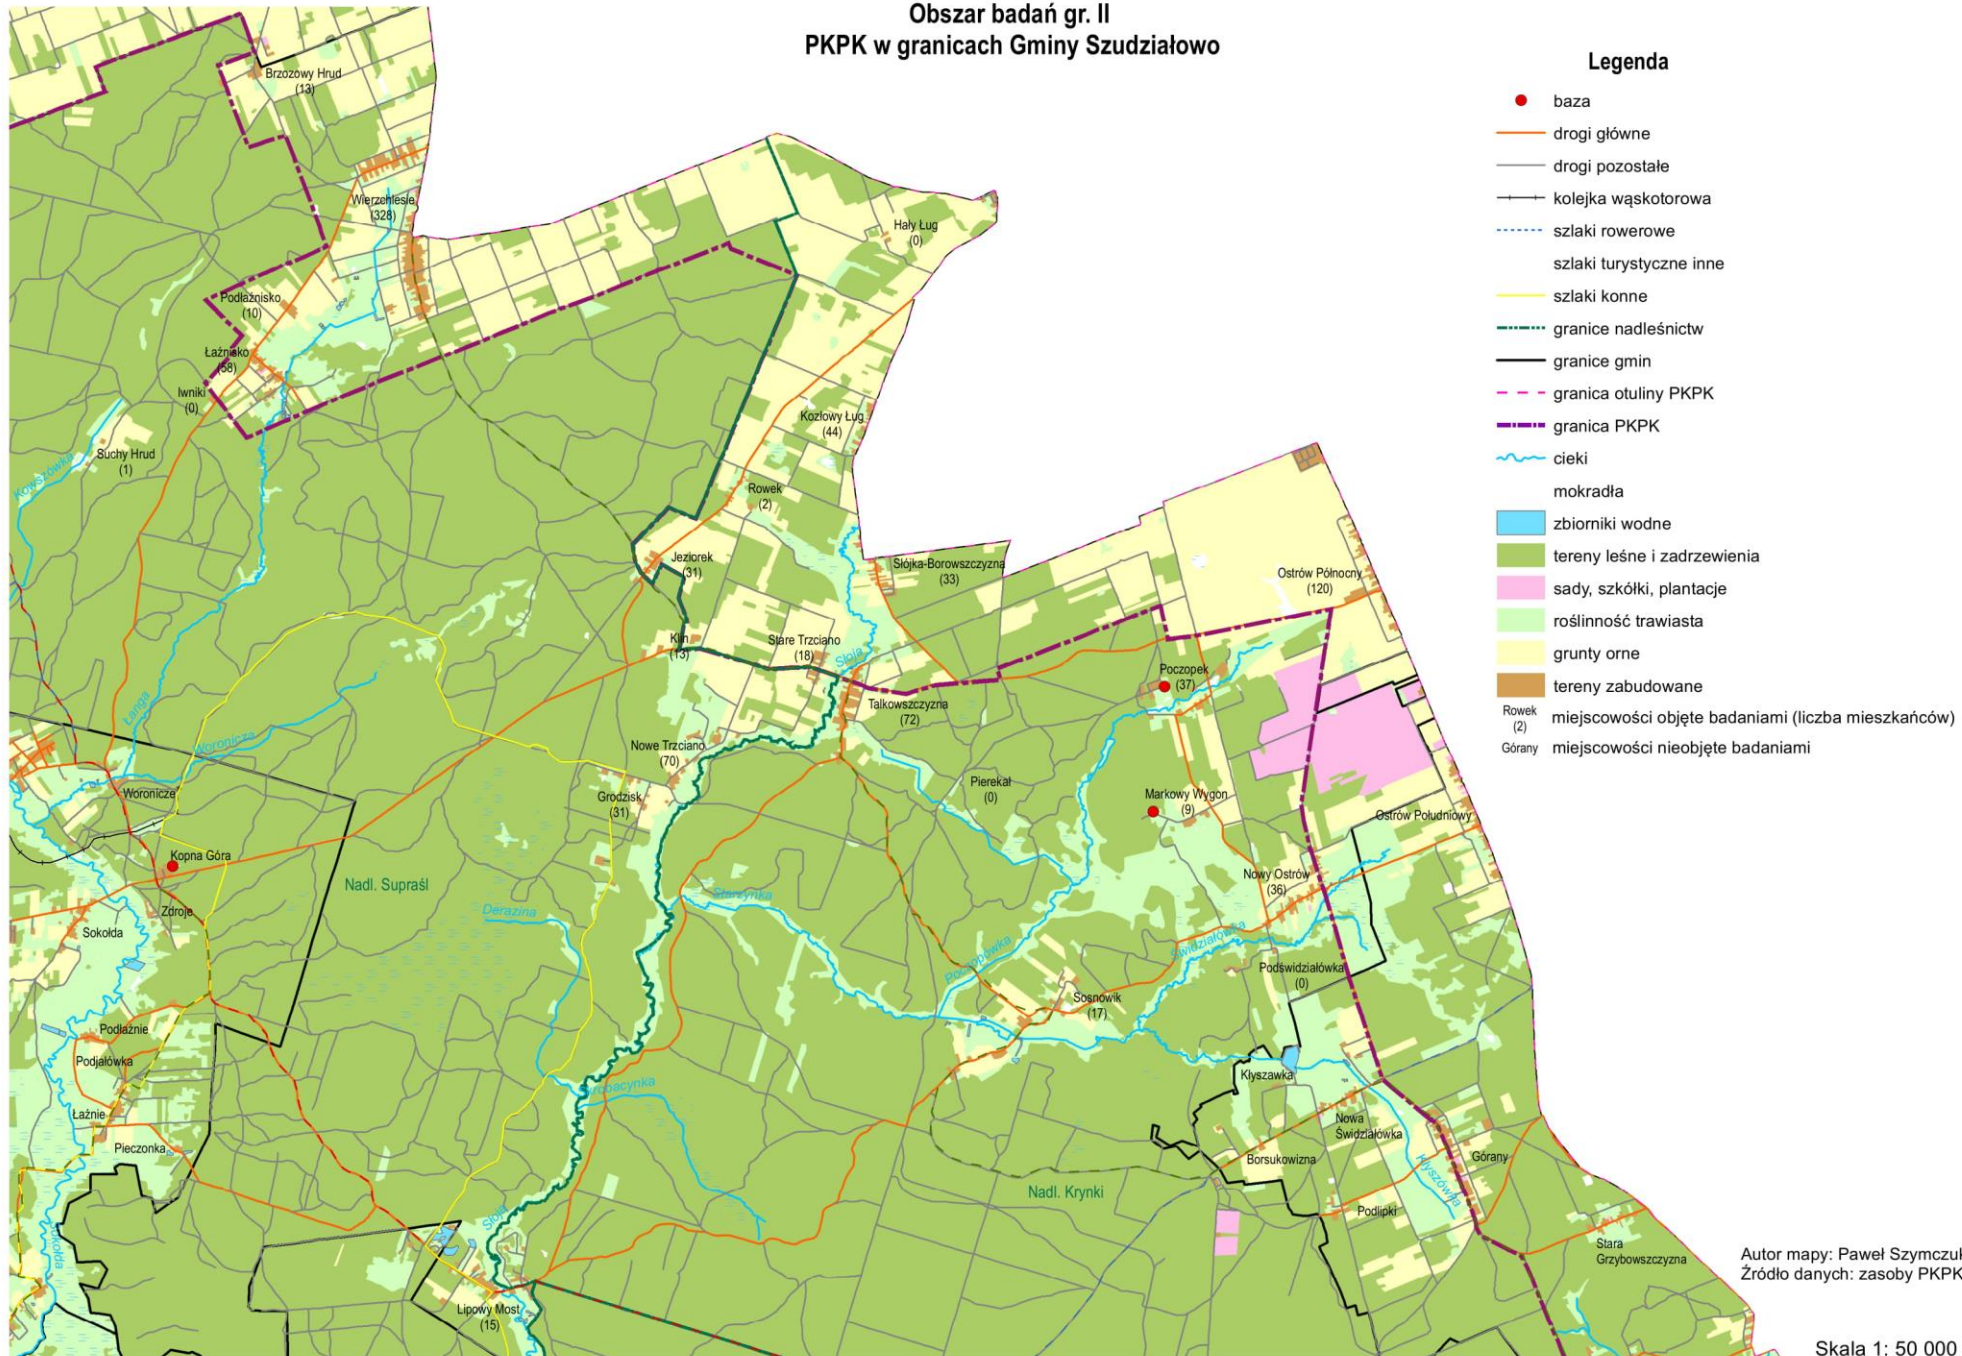 Obszar badań gr. II
PKPK w granicach Gminy Szudziałowo
Legenda
baza
drogi główne
drogi pozostałe
kolejka wąskotorowa
szlaki rowerowe
szlaki turystyczne inne
szlaki konne
granice nadleśnictw
granice gmin
granica otuliny PKPK
granica PKPK
cieki
mokradła
zbiorniki wodne
tereny leśne i zadrzewienia
sady, szkółki, plantacje
roślinność trawiasta
grunty orne
tereny zabudowane
Rowek
(2)
miejscowości objęte badaniami (liczba mieszkańców)
Górany
miejscowości nieobjęte badaniami
Brzozowy Hrud
(13)
Wierzchlesie
(328)
Hały Ług
(0)
Podłaźnisko
(10)
Łaźnisko
(58)
Iwniki
(0)
Kozłowy Ług
(44)
Suchy Hrud
(1)
Kowszówka
Rowek
(2)
Jeziorek
(31)
Słójka-Borowszczyzna
(33)
Ostrów Północny
(120)
Klin
(13)
Stare Trzciano
(18)
Słoja
Poczopek
(37)
Talkowszczyzna
(72)
Łanga
Woronicza
Nowe Trzciano
(70)
Woronicze
Grodzisk
(31)
Pierekał
(0)
Markowy Wygon
(9)
Ostrów Południowy
Kopna Góra
Nadl. Supraśl
Nowy Ostrów
(36)
Zdroje
Derazina
Starzynka
Sokołda
Poczopówka
Świdziałówka
Podświdziałówka
(0)
Sosnowik
(17)
Podłaźnie
Podjałówka
Kłyszawka
Łaźnie
Nowa
Świdziałówka
Pieczonka
Borsukowizna
Górany
Kłyszówka
Nadl. Krynki
Podlipki
Słoja
Sokołda
Stara
Grzybowszczyzna
Lipowy Most
(15)
Autor mapy: Paweł Szymczuk
Źródło danych: zasoby PKPK
Skala 1: 50 000